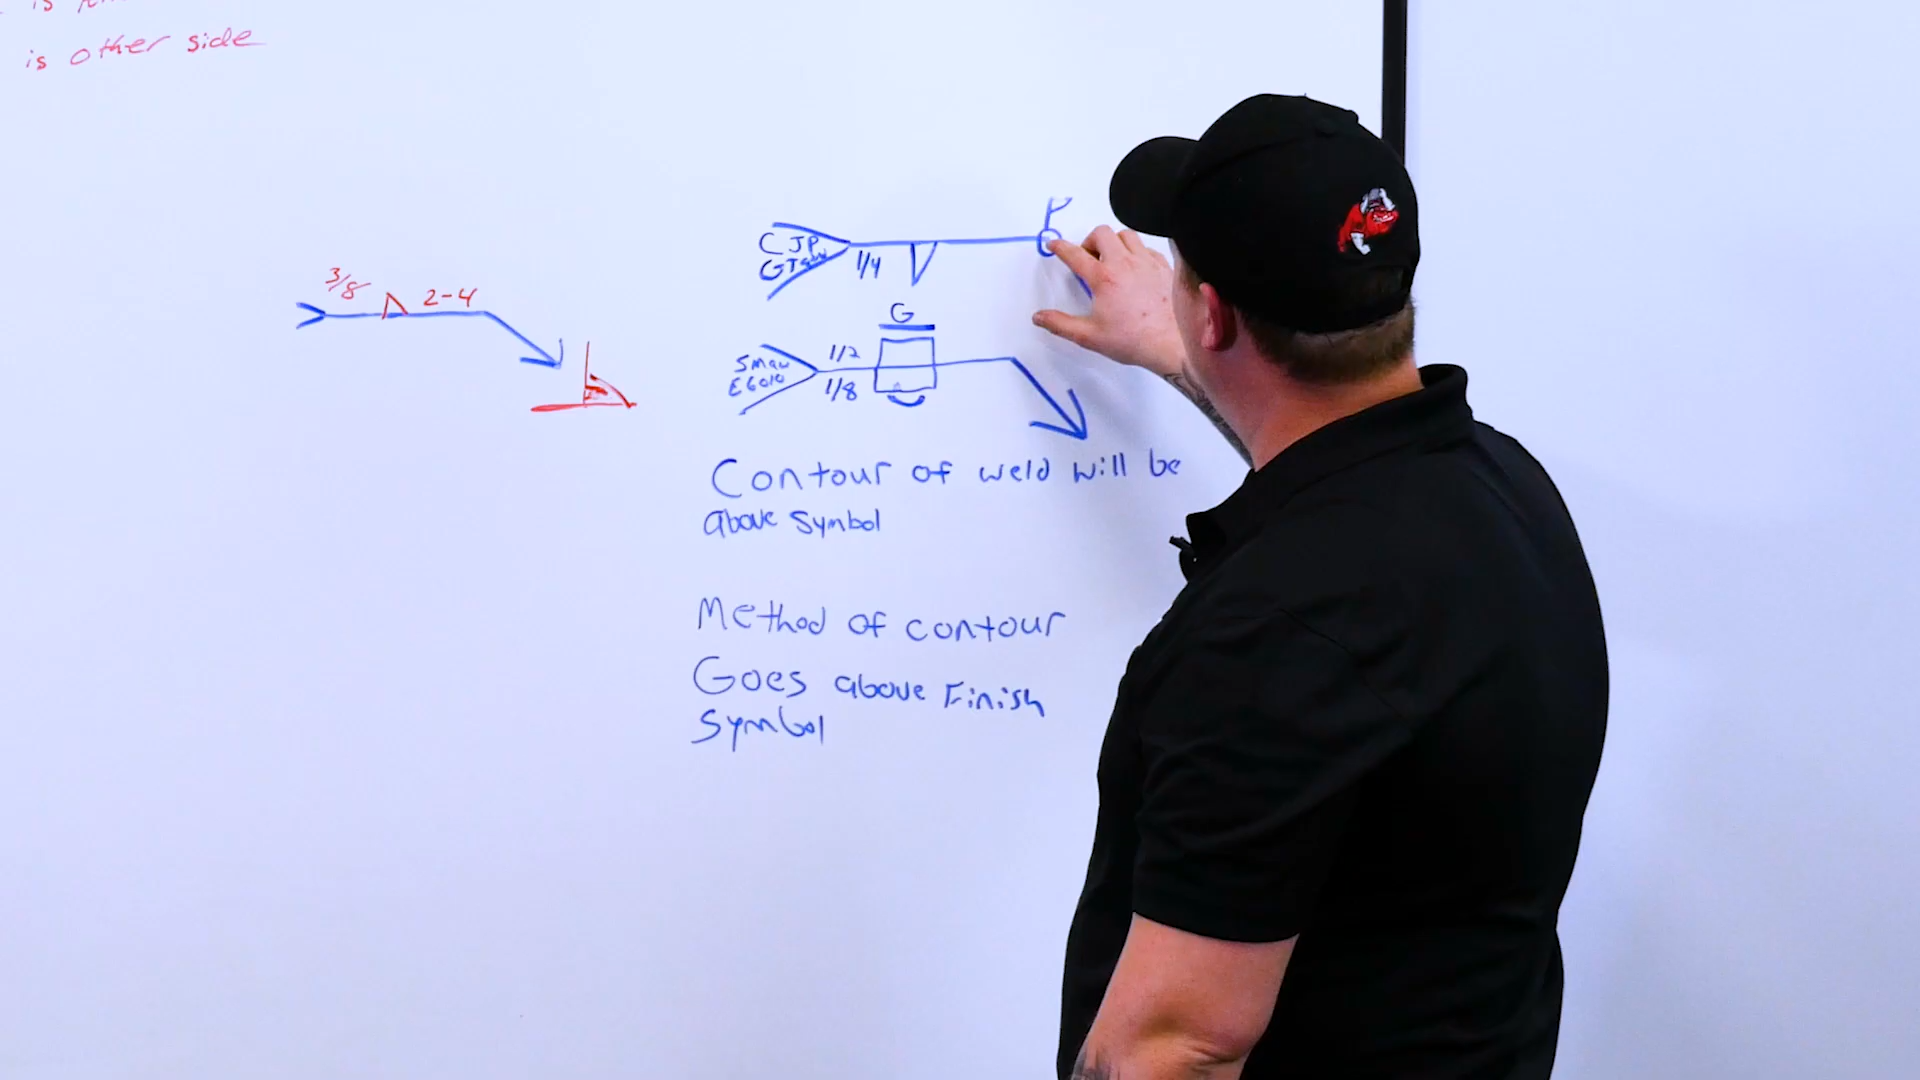 is
is other side
3/8
2-4
CJP
1/4
G
SMAW
E6010
1/2
1/8
Contour of weld will be
above symbol
Method of contour
Goes above Finish
symbol